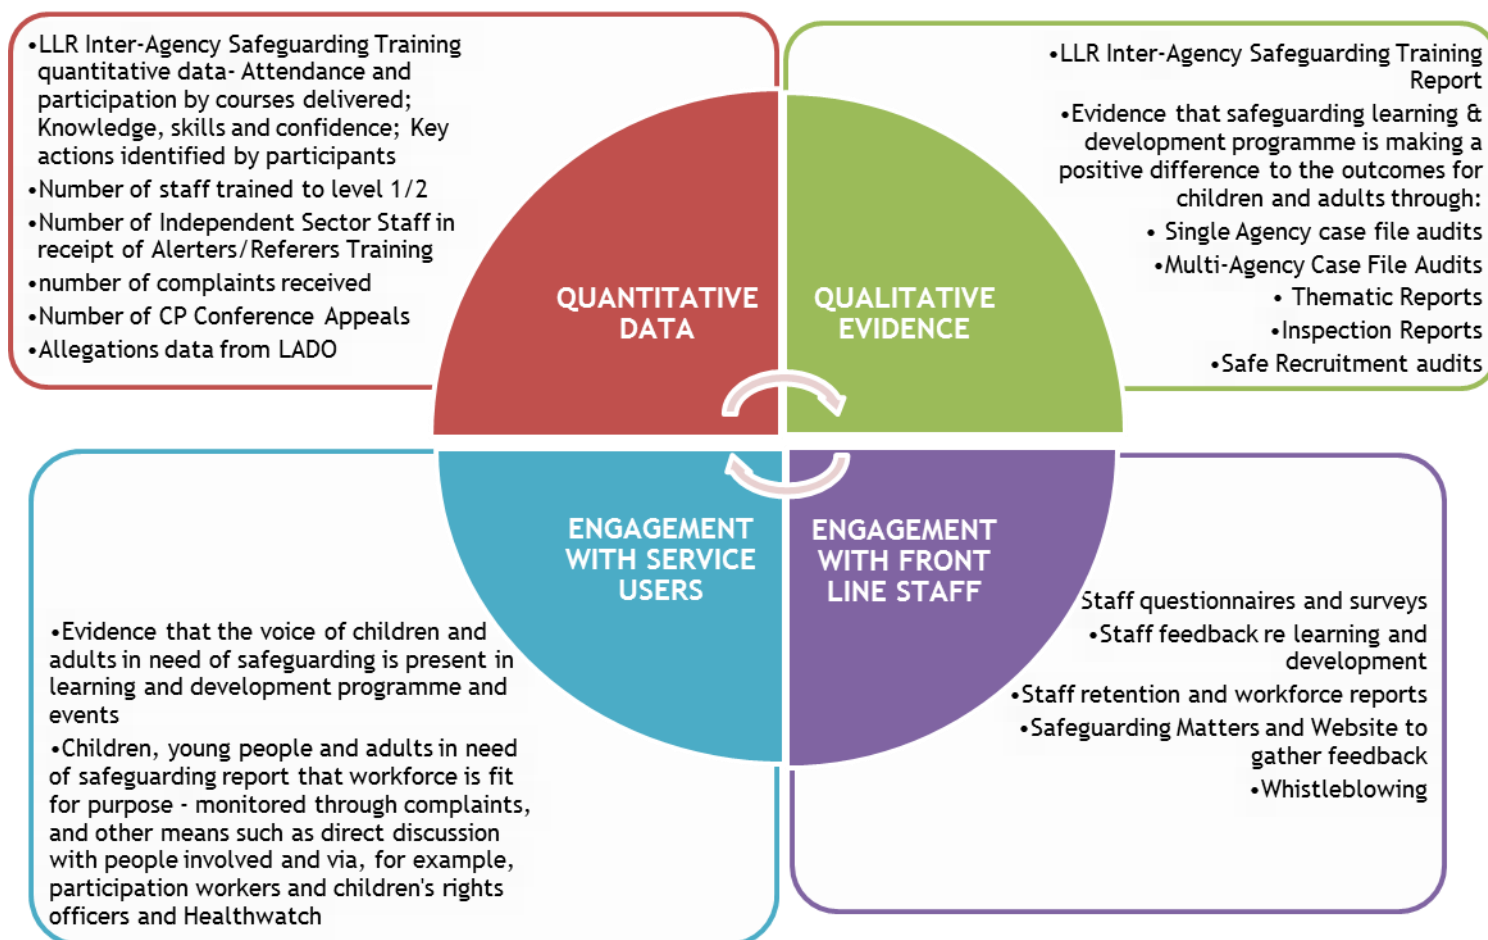 •LLR Inter-Agency Safeguarding Training
quantitative data- Attendance and
participation by courses delivered;
Knowledge, skills and confidence; Key
actions identified by participants
•Number of staff trained to level 1/2
•Number of Independent Sector Staff in
receipt of Alerters/Referers Training
•number of complaints received
•Number of CP Conference Appeals
•Allegations data from LADO
•LLR Inter-Agency Safeguarding Training
Report
•Evidence that safeguarding learning &
development programme is making a
positive difference to the outcomes for
children and adults through:
• Single Agency case file audits
•Multi-Agency Case File Audits
• Thematic Reports
•Inspection Reports
•Safe Recruitment audits
QUANTITATIVE
DATA
QUALITATIVE
EVIDENCE
ENGAGEMENT
WITH SERVICE
USERS
ENGAGEMENT
WITH FRONT
LINE STAFF
•Evidence that the voice of children and
adults in need of safeguarding is present in
learning and development programme and
events
•Children, young people and adults in need
of safeguarding report that workforce is fit
for purpose - monitored through complaints,
and other means such as direct discussion
with people involved and via, for example,
participation workers and children's rights
officers and Healthwatch
Staff questionnaires and surveys
•Staff feedback re learning and
development
•Staff retention and workforce reports
•Safeguarding Matters and Website to
gather feedback
•Whistleblowing